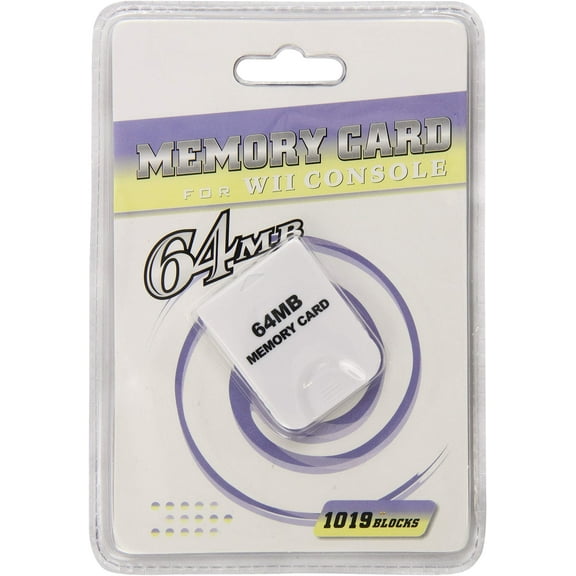 MEMORY CARD
FOR WII CONSOLE
64MB
64MB
MEMORY CARD
1019 BLOCKS